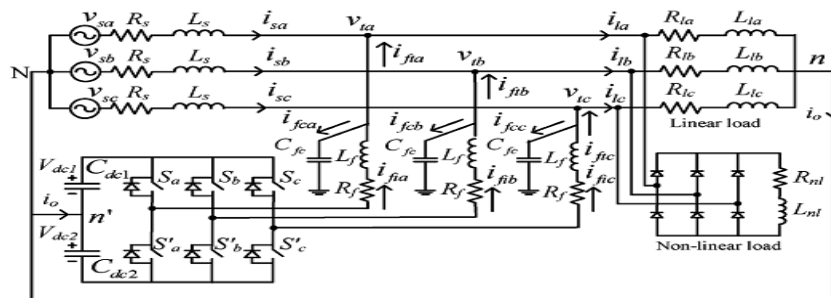 v_sa R_s L_s i_sa v_ta i_la R_la L_la
N v_sb R_s L_s i_sb i_fta v_tb i_lb R_lb L_lb n
v_sc R_s L_s i_sc i_ftb v_tc i_lc R_lc L_lc
i_o
Linear load
i_fca i_fcb i_fcc
C_fc L_f C_fc L_f C_fc L_f i_ftc
R_f i_fia R_f i_fib R_f i_fic
V_dc1 C_dc1 S_a S_b S_c
i_o n'
V_dc2 C_dc2 S'_a S'_b S'_c
R_nl
L_nl
Non-linear load